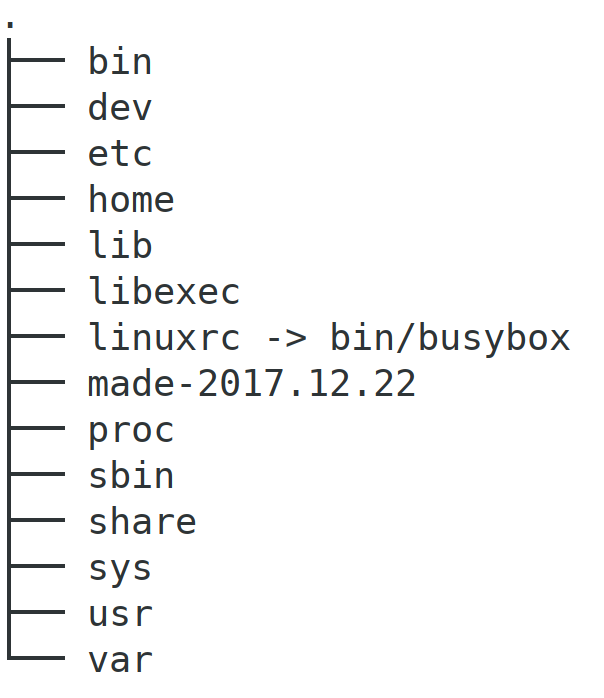 .
├── bin
├── dev
├── etc
├── home
├── lib
├── libexec
├── linuxrc -> bin/busybox
├── made-2017.12.22
├── proc
├── sbin
├── share
├── sys
├── usr
└── var